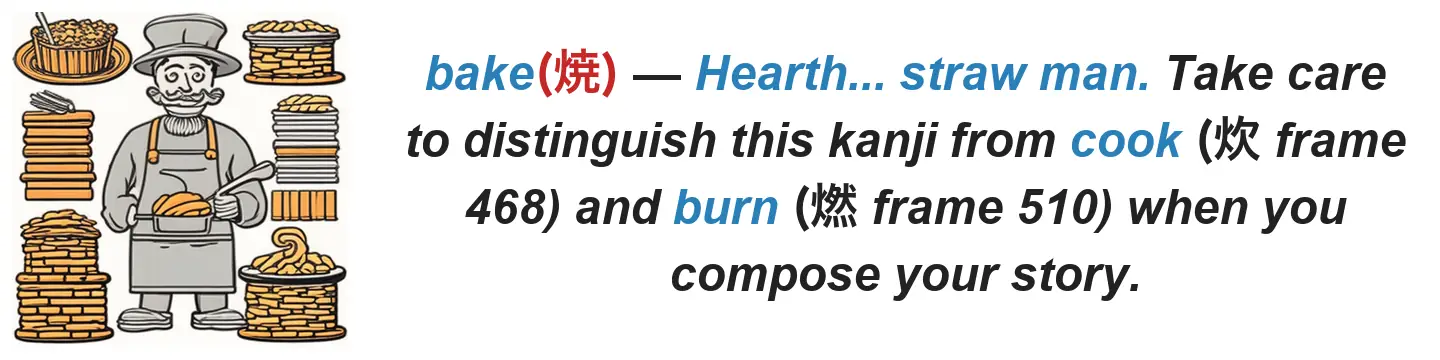 bake(焼) — Hearth... straw man. Take care
to distinguish this kanji from cook (炊 frame
468) and burn (燃 frame 510) when you
compose your story.